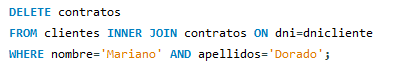 DELETE contratos
FROM clientes INNER JOIN contratos ON dni=dnicliente
WHERE nombre='Mariano' AND apellidos='Dorado';